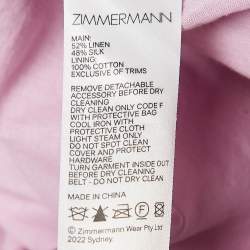 ZIMMERMANN
MAIN:
52% LINEN
48% SILK
LINING:
100% COTTON
EXCLUSIVE OF TRIMS
REMOVE DETACHABLE
ACCESSORY BEFORE DRY
CLEANING
DRY CLEAN ONLY CODE F
WITH PROTECTIVE BAG
COOL IRON WITH
PROTECTIVE CLOTH
LIGHT STEAM ONLY
DO NOT SPOT CLEAN
COVER AND PROTECT
HARDWARE
TURN GARMENT INSIDE OUT
BEFORE DRY CLEANING
BELT - DO NOT DRY CLEAN
MADE IN CHINA
© Zimmermann Wear Pty Ltd
2022 Sydney.